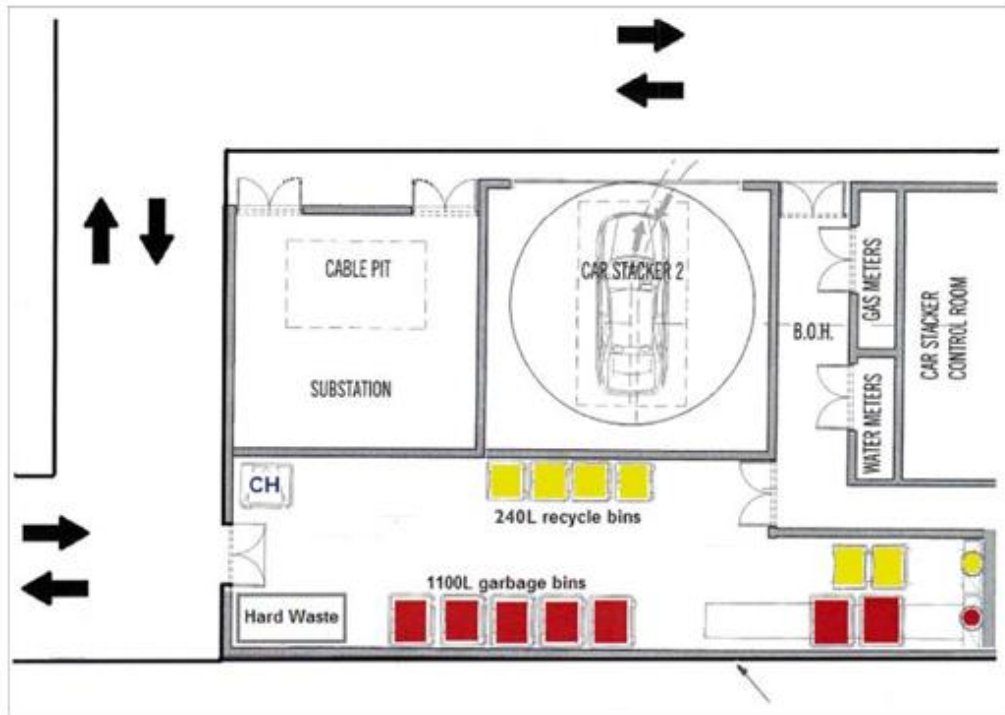 CABLE PIT
SUBSTATION
CAR STACKER 2
B.O.H.
GAS METERS
WATER METERS
CAR STACKER
CONTROL ROOM
CH
240L recycle bins
1100L garbage bins
Hard Waste